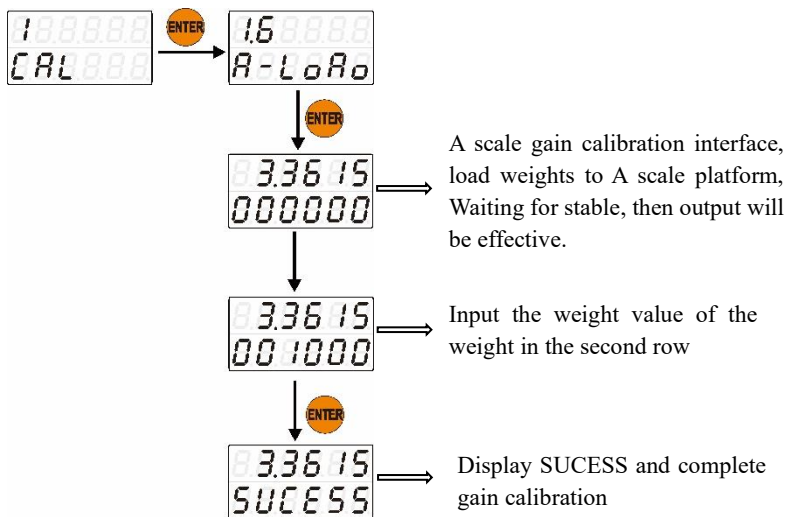 1
CAL
ENTER
1.6
A-LoAo
ENTER
3.3615
000000
A scale gain calibration interface,
load weights to A scale platform,
Waiting for stable, then output will
be effective.
3.3615
001000
Input the weight value of the
weight in the second row
ENTER
3.3615
SUCESS
Display SUCESS and complete
gain calibration